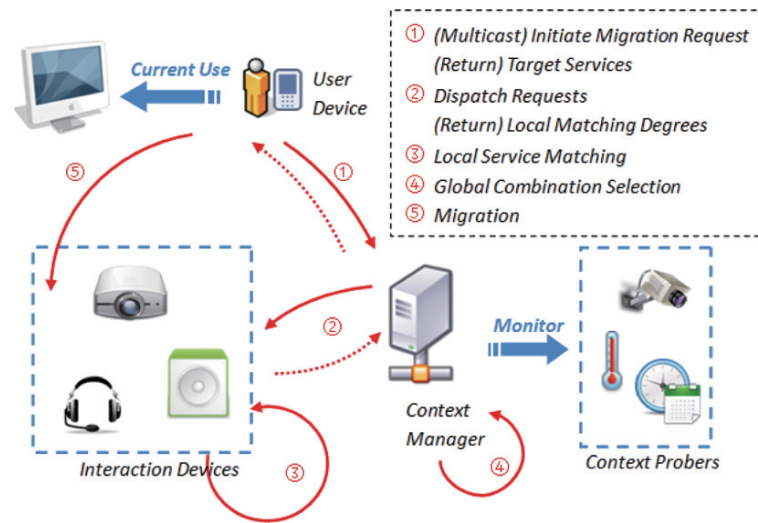 Current Use
User
Device
① (Multicast) Initiate Migration Request
(Return) Target Services
② Dispatch Requests
(Return) Local Matching Degrees
③ Local Service Matching
④ Global Combination Selection
⑤ Migration
⑤
①
②
Monitor
Context
Manager
③
④
Interaction Devices
Context Probers